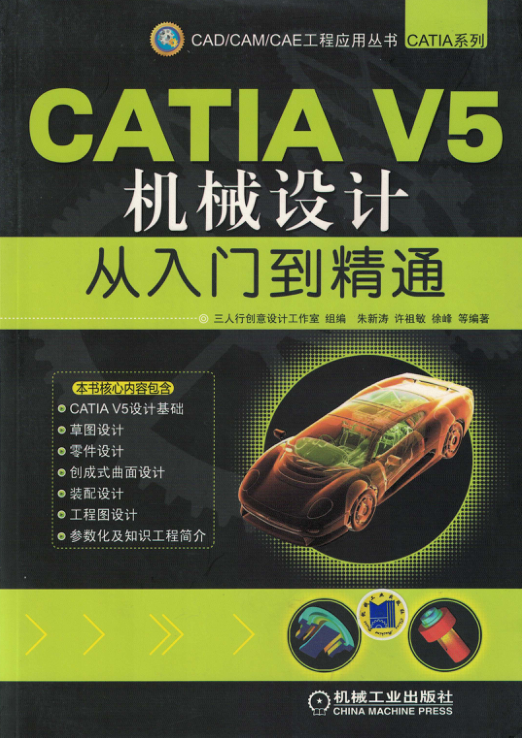 CAD/CAM/CAE工程应用丛书 CATIA系列
CATIA V5
机械设计
从入门到精通
三人行创意设计工作室 组编 朱新涛 许祖敏 徐峰 等编著
本书核心内容包含
CATIA V5设计基础
草图设计
零件设计
创成式曲面设计
装配设计
工程图设计
参数化及知识工程简介
机械工业出版社
CHINA MACHINE PRESS